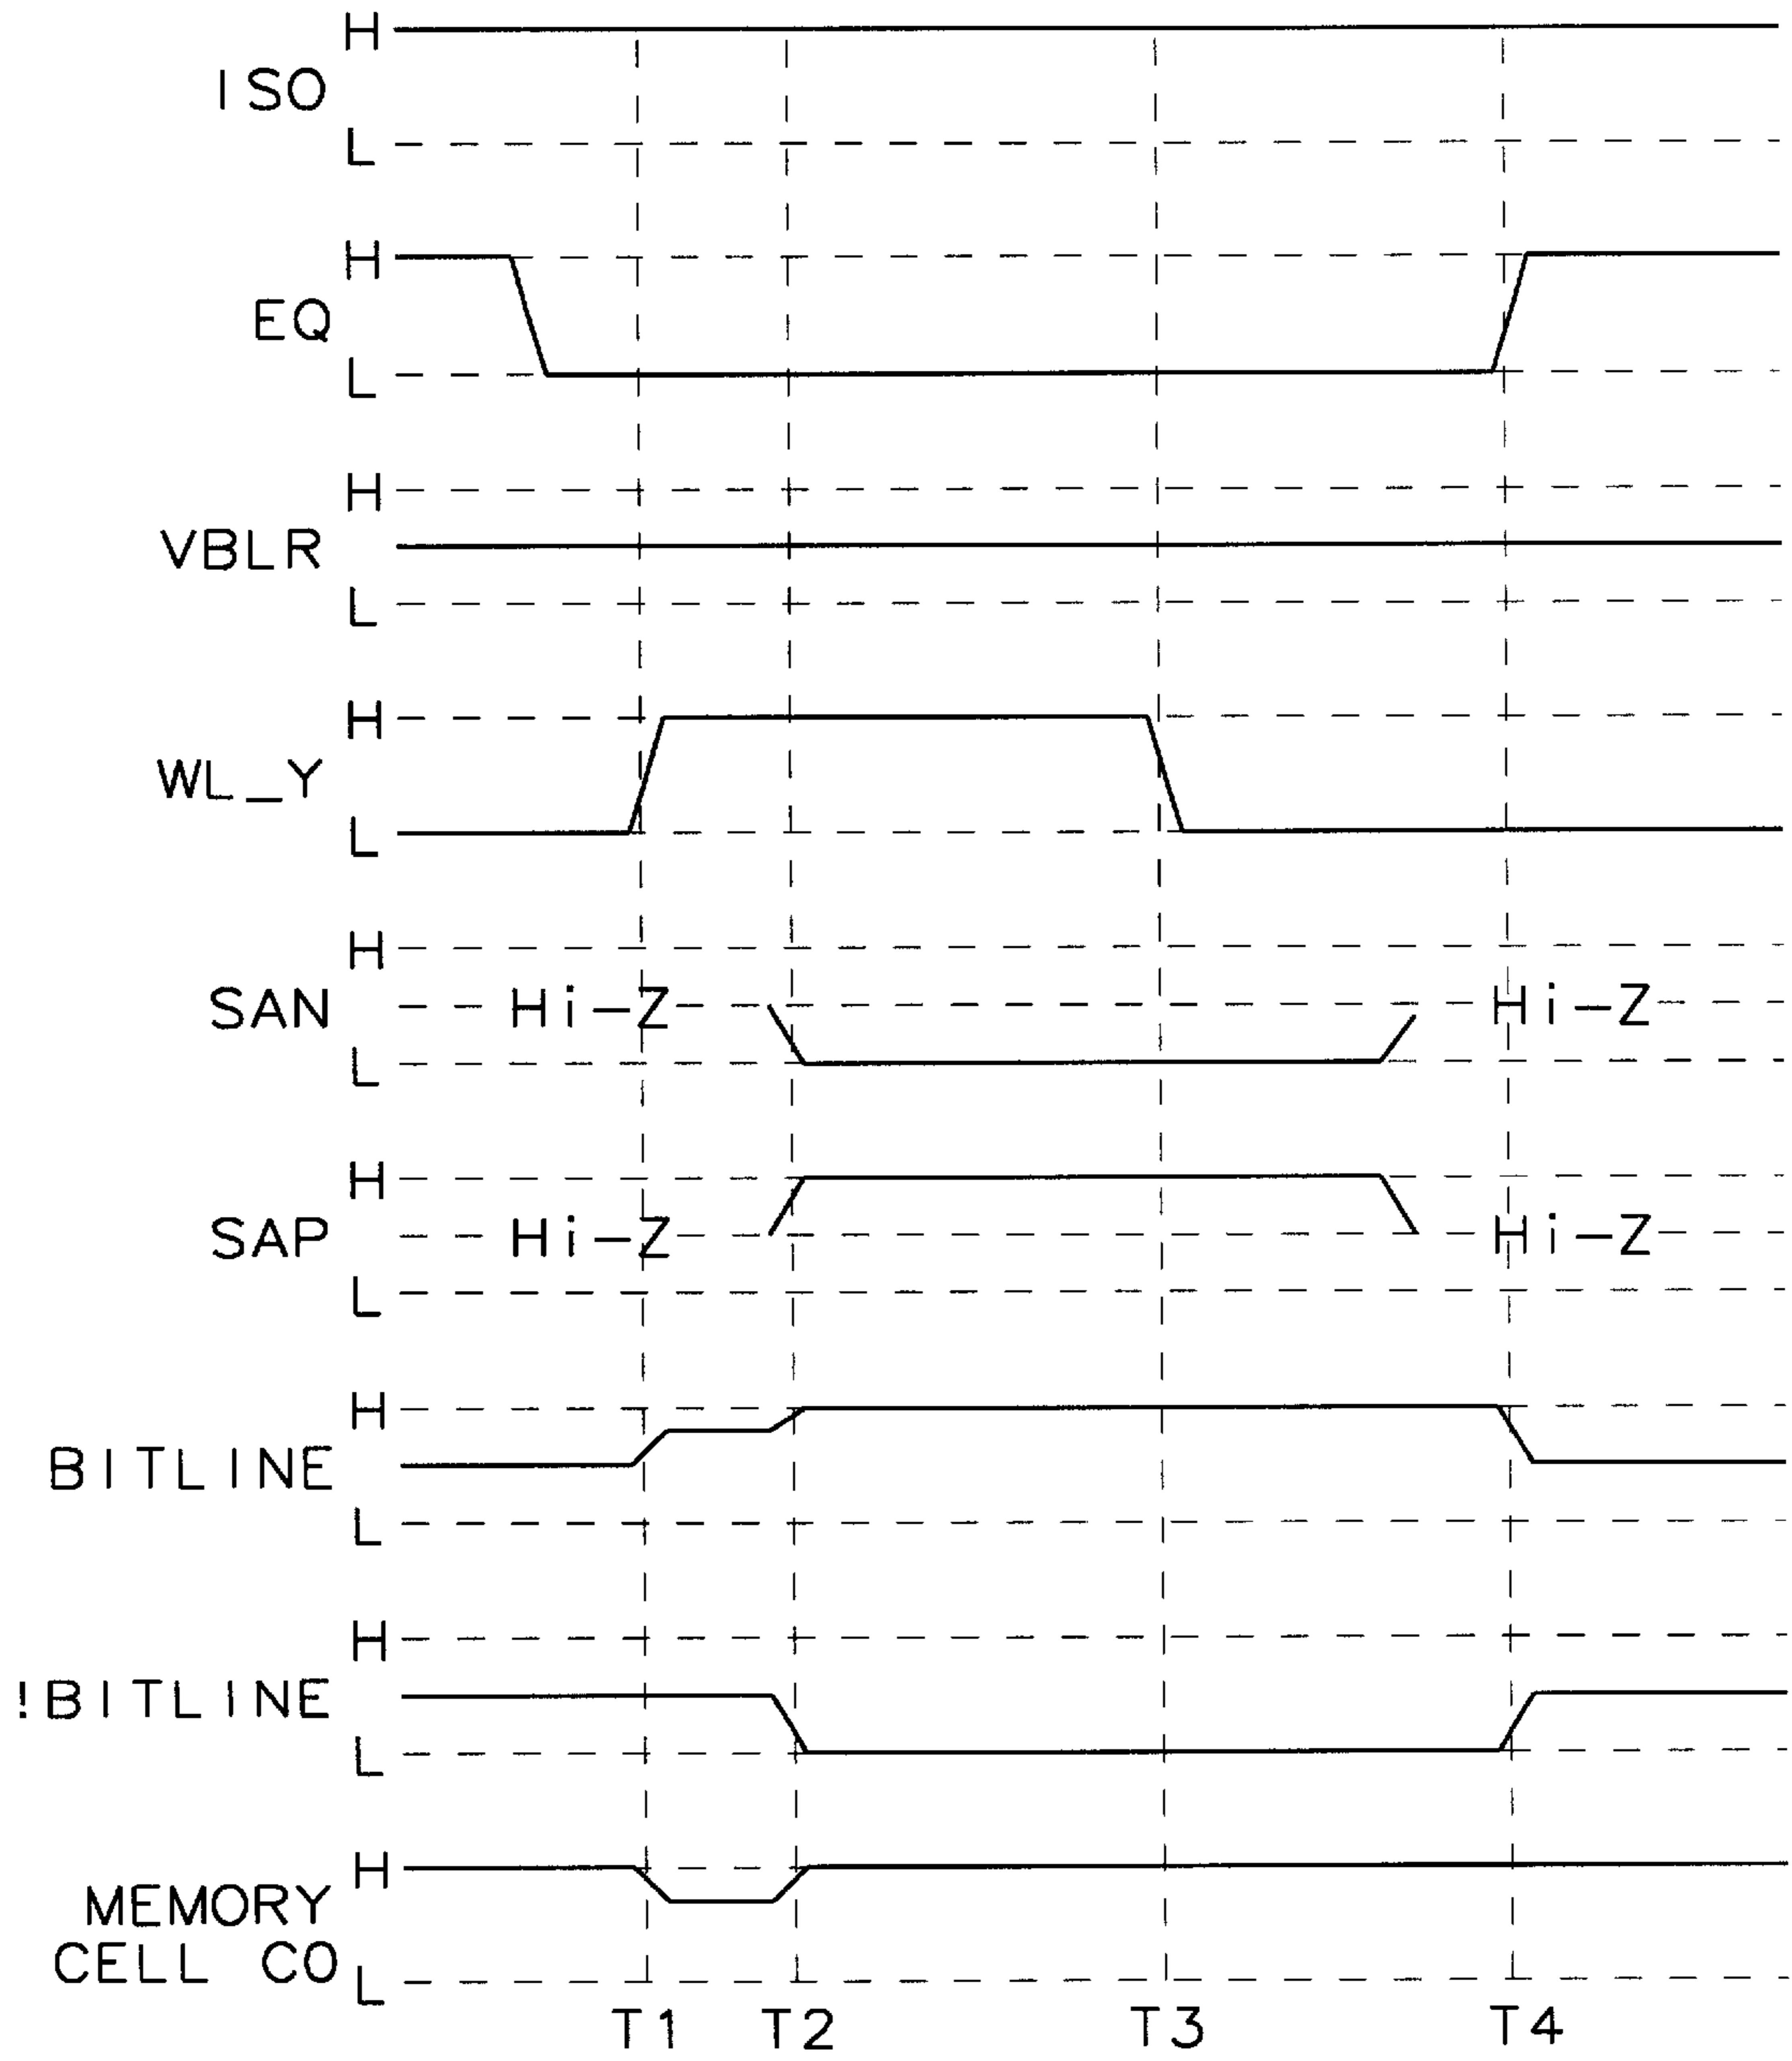 H
ISO
L
H
EQ
L
H
VBLR
L
H
WL_Y
L
H
SAN Hi-Z Hi-Z
L
H
SAP Hi-Z Hi-Z
L
H
BITLINE
L
H
!BITLINE
L
H
MEMORY
CELL CO
L
T1 T2 T3 T4